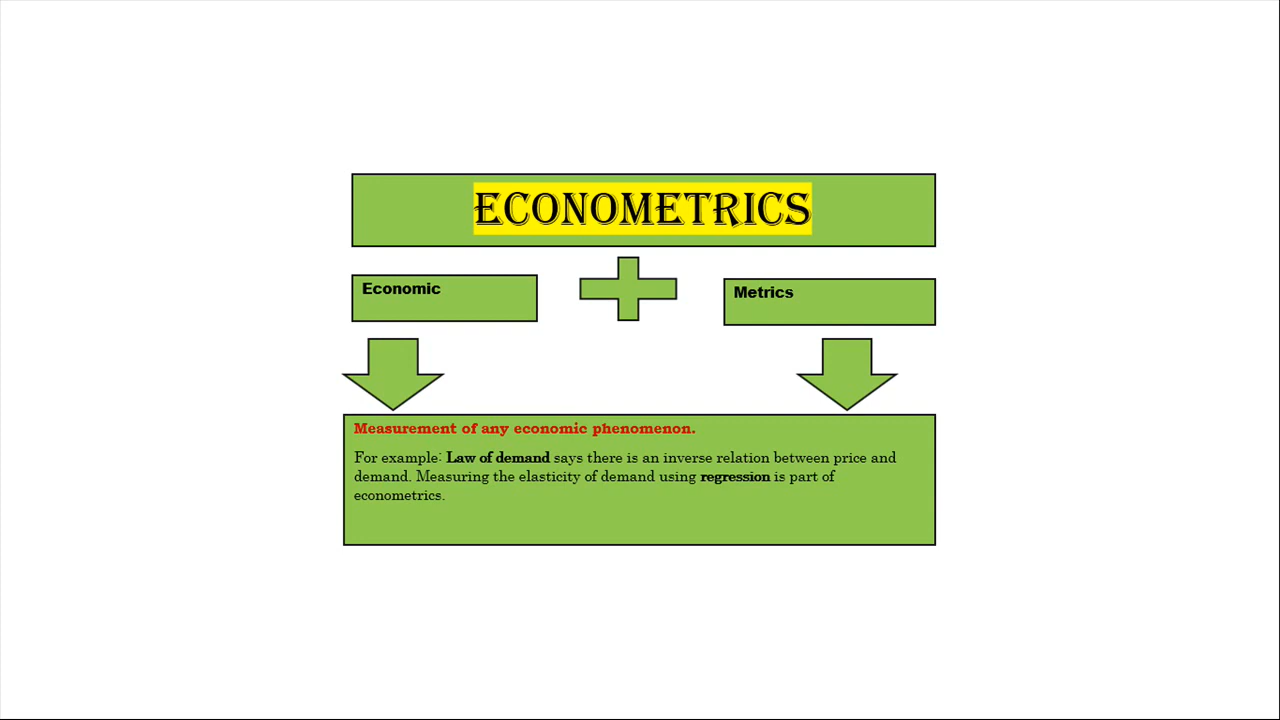 ECONOMETRICS
Economic
Metrics
Measurement of any economic phenomenon.
For example: Law of demand says there is an inverse relation between price and
demand. Measuring the elasticity of demand using regression is part of
econometrics.